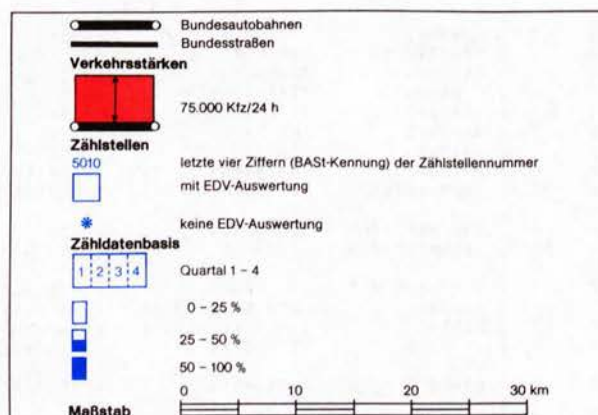 Bundesautobahnen
Bundesstraßen
Verkehrsstärken
75.000 Kfz/24 h
Zählstellen
5010 letzte vier Ziffern (BASt-Kennung) der Zählstellennummer
mit EDV-Auswertung
keine EDV-Auswertung
Zähldatenbasis
1 2 3 4 Quartal 1 – 4
0 – 25 %
25 – 50 %
50 – 100 %
Maßstab 0 10 20 30 km